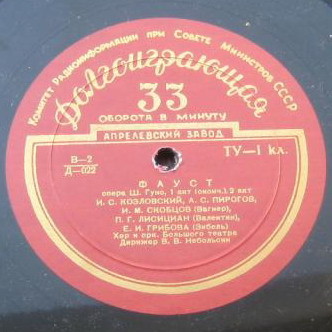 Комитет Радиоинформации при Совете Министров СССР
Долгоиграющая
33
ОБОРОТА В МИНУТУ
АПРЕЛЕВСКИЙ ЗАВОД
В—2
Д—022
ТУ—1 кл.
ФАУСТ
опера Ш. Гуно, 1 акт (оконч.), 2 акт
И. С. КОЗЛОВСКИЙ, А. С. ПИРОГОВ,
И. М. СКОБЦОВ (Вагнер),
П. Г. ЛИСИЦИАН (Валентин),
Е. И. ГРИБОВА (Зибель)
Хор и орк. Большого театра
Дирижер В. В. Небольсин